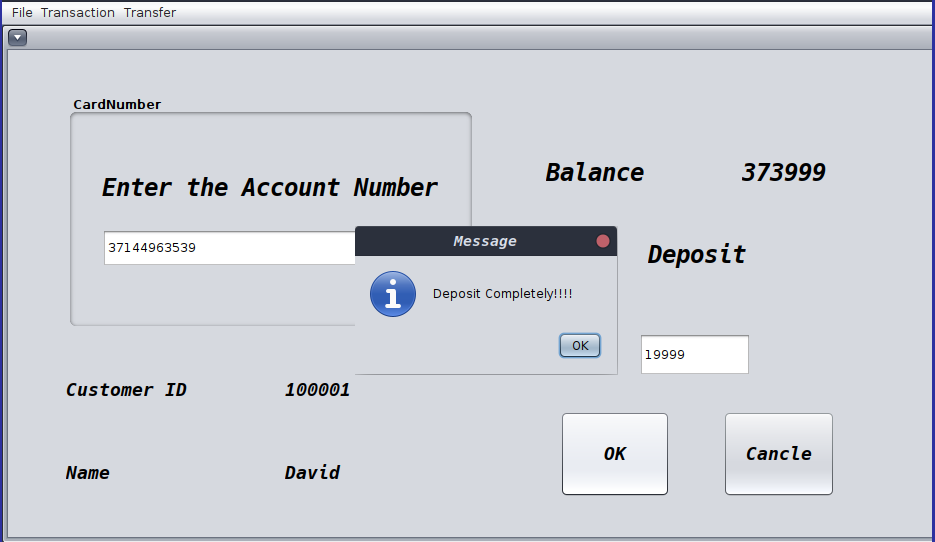 File Transaction Transfer
CardNumber
Enter the Account Number
37144963539
Balance 373999
Deposit
19999
Message
Deposit Completely!!!!
OK
Customer ID 100001
Name David
OK Cancle